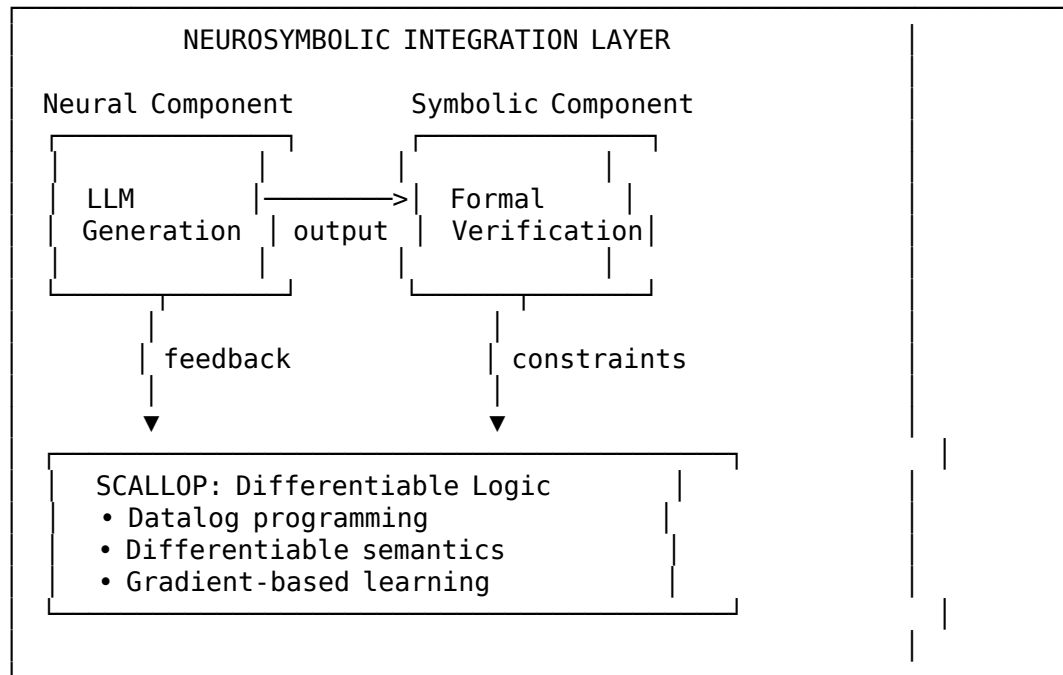 NEUROSYMBOLIC INTEGRATION LAYER
Neural Component Symbolic Component
LLM Formal
Generation output Verification
feedback constraints
SCALLOP: Differentiable Logic
• Datalog programming
• Differentiable semantics
• Gradient-based learning